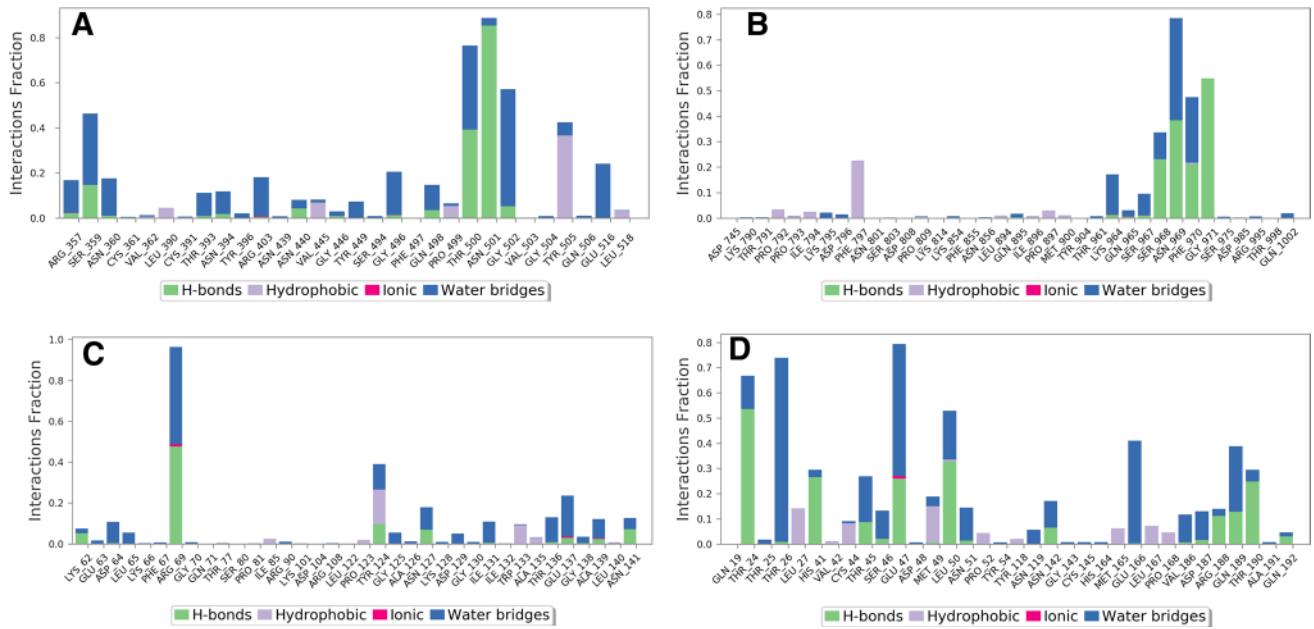 A
Interactions Fraction
0.8
0.6
0.4
0.2
0.0
ARG_357
SER_359
ASN_360
CYS_361
VAL_362
LEU_390
CYS_391
THR_393
ASN_394
TYR_396
ARG_403
ASN_439
ASN_440
VAL_445
GLY_446
TYR_449
SER_494
GLY_496
PHE_497
GLN_498
PRO_499
THR_500
ASN_501
GLY_502
VAL_503
GLY_504
TYR_505
GLN_506
GLU_516
LEU_518
H-bonds Hydrophobic Ionic Water bridges
B
Interactions Fraction
0.8
0.7
0.6
0.5
0.4
0.3
0.2
0.1
0.0
ASP_745
LYS_790
THR_791
PRO_792
PRO_793
ILE_794
LYS_795
ASP_796
PHE_797
ASN_801
SER_803
ASP_808
PRO_809
LYS_814
LYS_854
PHE_855
ASN_856
LEU_894
GLN_895
ILE_896
PRO_897
MET_900
TYR_904
THR_961
LYS_964
GLN_965
SER_967
SER_968
ASN_969
PHE_970
GLY_971
SER_975
ASP_985
ARG_995
THR_998
GLN_1002
H-bonds Hydrophobic Ionic Water bridges
C
Interactions Fraction
1.0
0.8
0.6
0.4
0.2
0.0
LYS_62
GLU_63
ASP_64
LEU_65
LYS_66
PHE_67
ARG_69
GLY_70
GLN_71
THR_77
SER_80
PRO_81
ILE_85
ARG_90
LYS_101
ASP_104
ARG_108
LEU_122
PRO_123
TYR_124
GLY_125
ALA_126
ASN_127
LYS_128
ASP_129
GLY_130
ILE_131
ILE_132
TRP_133
ALA_135
THR_136
GLU_137
GLY_138
ALA_139
LEU_140
ASN_141
H-bonds Hydrophobic Ionic Water bridges
D
Interactions Fraction
0.8
0.7
0.6
0.5
0.4
0.3
0.2
0.1
0.0
GLN_19
THR_24
THR_25
THR_26
LEU_27
HIS_41
VAL_42
CYS_44
THR_45
SER_46
GLU_47
ASP_48
MET_49
LEU_50
ASN_51
PRO_52
TYR_54
TYR_118
ASN_119
ASN_142
GLY_143
CYS_145
HIS_164
MET_165
GLU_166
LEU_167
PRO_168
VAL_186
ASP_187
ARG_188
GLN_189
THR_190
ALA_191
GLN_192
H-bonds Hydrophobic Ionic Water bridges